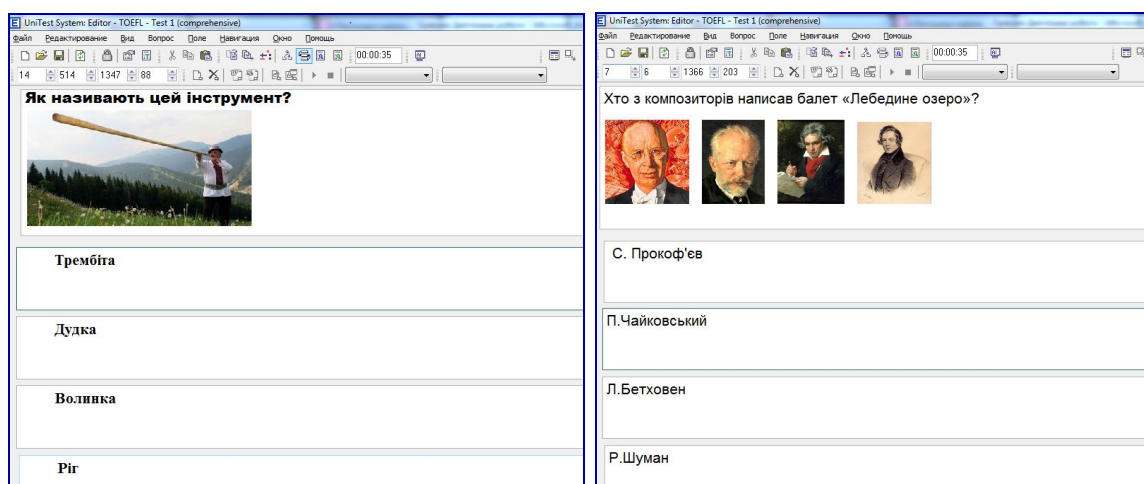 UniTest System: Editor - TOEFL - Test 1 (comprehensive)
Файл Редактирование Вид Вопрос Поле Навигация Окно Помощь
00:00:35
14 514 1347 88
Як називають цей інструмент?
Трембіта
Дудка
Волинка
Ріг
UniTest System: Editor - TOEFL - Test 1 (comprehensive)
Файл Редактирование Вид Вопрос Поле Навигация Окно Помощь
00:00:35
7 6 1366 203
Хто з композиторів написав балет «Лебедине озеро»?
С. Прокоф'єв
П.Чайковський
Л.Бетховен
Р.Шуман